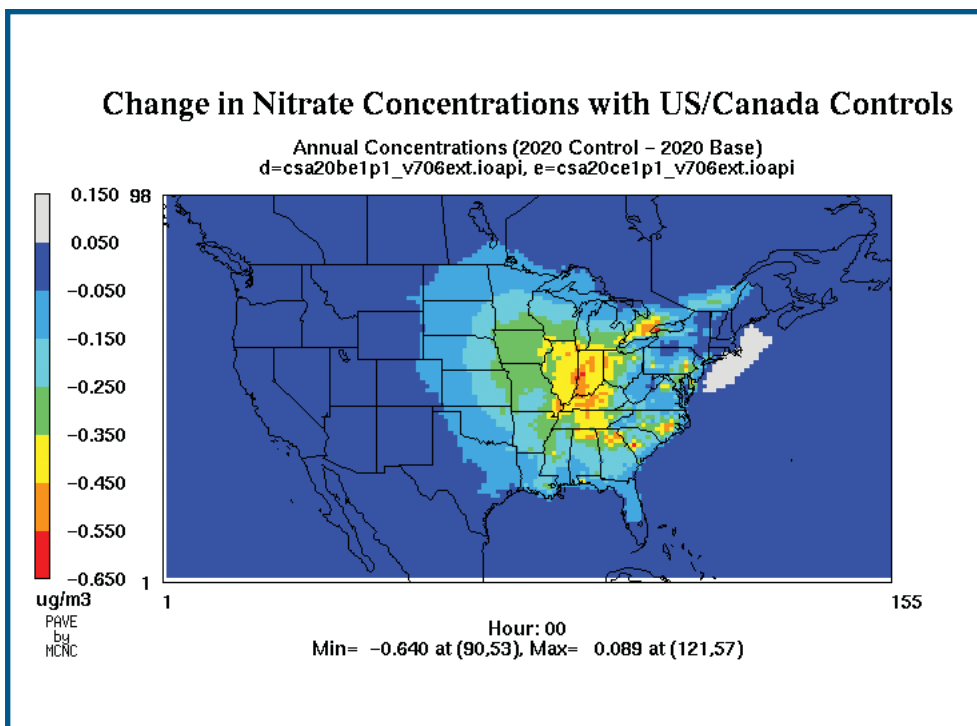 Change in Nitrate Concentrations with US/Canada Controls
Annual Concentrations (2020 Control – 2020 Base)
d=csa20be1p1_v706ext.ioapi, e=csa20ce1p1_v706ext.ioapi
0.150
0.050
−0.050
−0.150
−0.250
−0.350
−0.450
−0.550
−0.650
ug/m3
PAVE
by
MCNC
98
1
1
155
Hour: 00
Min= −0.640 at (90,53), Max= 0.089 at (121,57)